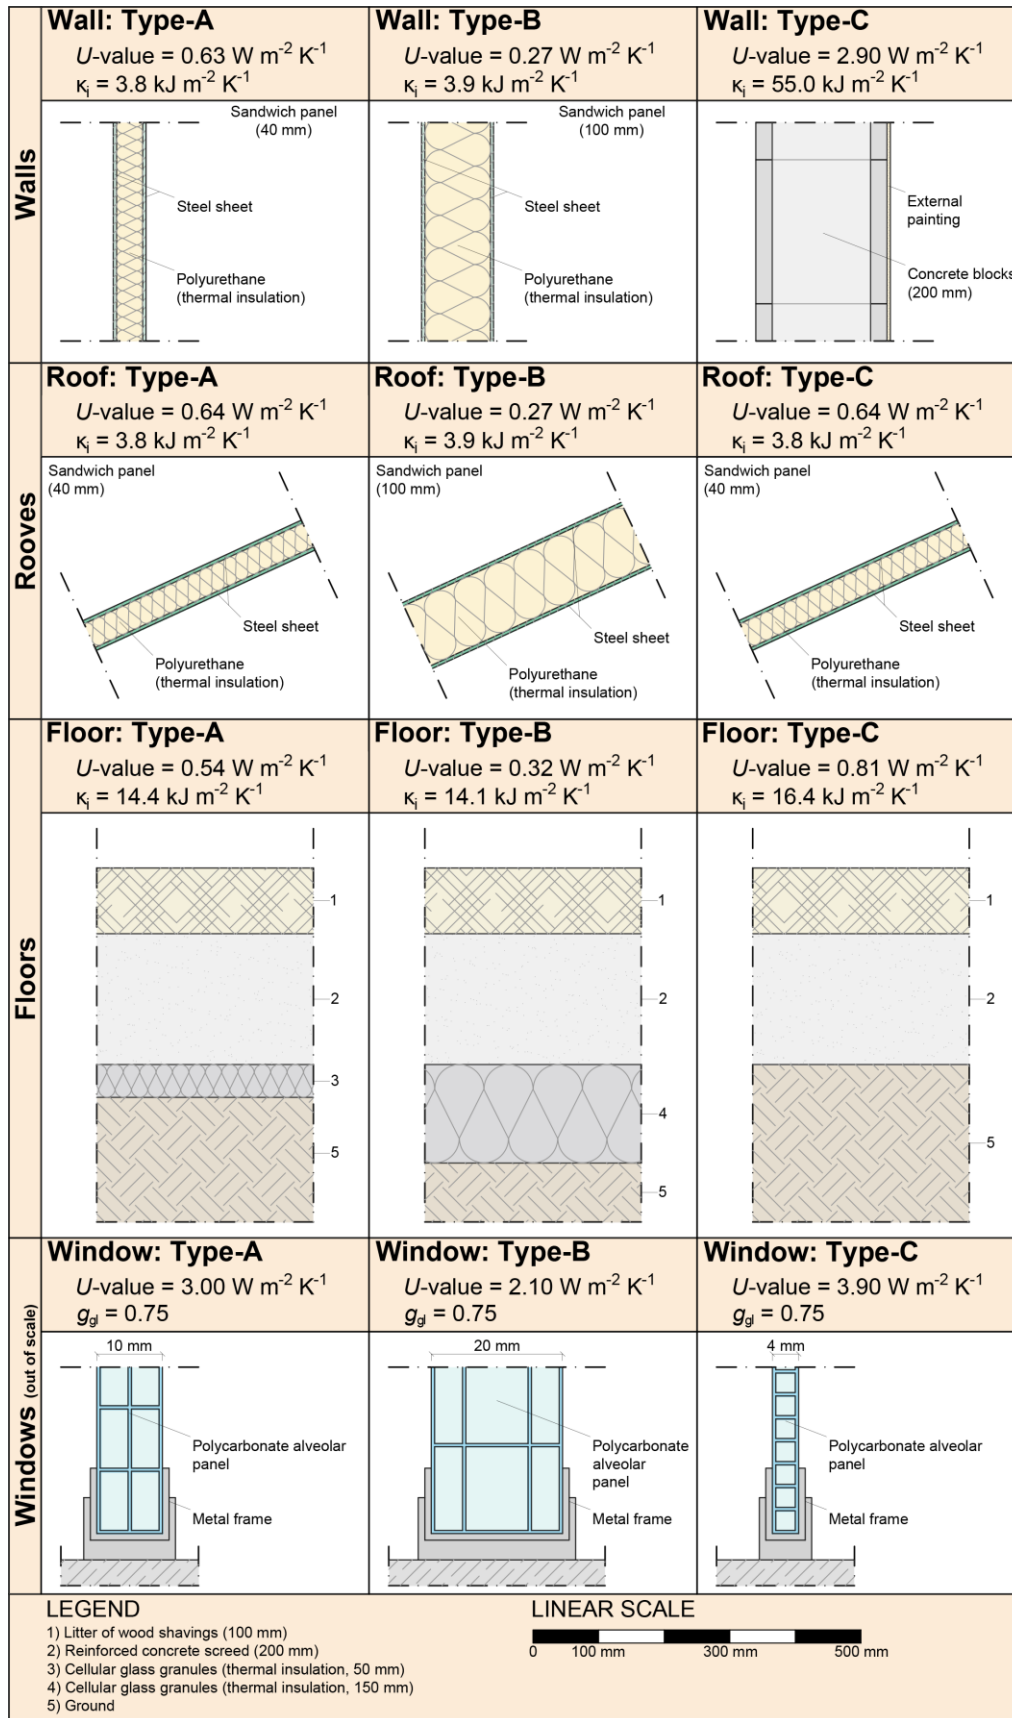 Walls
Wall: Type-A
U-value = 0.63 W m⁻² K⁻¹
κᵢ = 3.8 kJ m⁻² K⁻¹
Wall: Type-B
U-value = 0.27 W m⁻² K⁻¹
κᵢ = 3.9 kJ m⁻² K⁻¹
Wall: Type-C
U-value = 2.90 W m⁻² K⁻¹
κᵢ = 55.0 kJ m⁻² K⁻¹
Sandwich panel
(40 mm)
Steel sheet
Polyurethane
(thermal insulation)
Sandwich panel
(100 mm)
Steel sheet
Polyurethane
(thermal insulation)
External
painting
Concrete blocks
(200 mm)
Rooves
Roof: Type-A
U-value = 0.64 W m⁻² K⁻¹
κᵢ = 3.8 kJ m⁻² K⁻¹
Roof: Type-B
U-value = 0.27 W m⁻² K⁻¹
κᵢ = 3.9 kJ m⁻² K⁻¹
Roof: Type-C
U-value = 0.64 W m⁻² K⁻¹
κᵢ = 3.8 kJ m⁻² K⁻¹
Sandwich panel
(40 mm)
Steel sheet
Polyurethane
(thermal insulation)
Sandwich panel
(100 mm)
Steel sheet
Polyurethane
(thermal insulation)
Sandwich panel
(40 mm)
Steel sheet
Polyurethane
(thermal insulation)
Floors
Floor: Type-A
U-value = 0.54 W m⁻² K⁻¹
κᵢ = 14.4 kJ m⁻² K⁻¹
Floor: Type-B
U-value = 0.32 W m⁻² K⁻¹
κᵢ = 14.1 kJ m⁻² K⁻¹
Floor: Type-C
U-value = 0.81 W m⁻² K⁻¹
κᵢ = 16.4 kJ m⁻² K⁻¹
1
2
3
5
1
2
4
5
1
2
5
Windows (out of scale)
Window: Type-A
U-value = 3.00 W m⁻² K⁻¹
g_gl = 0.75
Window: Type-B
U-value = 2.10 W m⁻² K⁻¹
g_gl = 0.75
Window: Type-C
U-value = 3.90 W m⁻² K⁻¹
g_gl = 0.75
10 mm
Polycarbonate alveolar
panel
Metal frame
20 mm
Polycarbonate
alveolar
panel
Metal frame
4 mm
Polycarbonate alveolar
panel
Metal frame
LEGEND
1) Litter of wood shavings (100 mm)
2) Reinforced concrete screed (200 mm)
3) Cellular glass granules (thermal insulation, 50 mm)
4) Cellular glass granules (thermal insulation, 150 mm)
5) Ground
LINEAR SCALE
0 100 mm 300 mm 500 mm